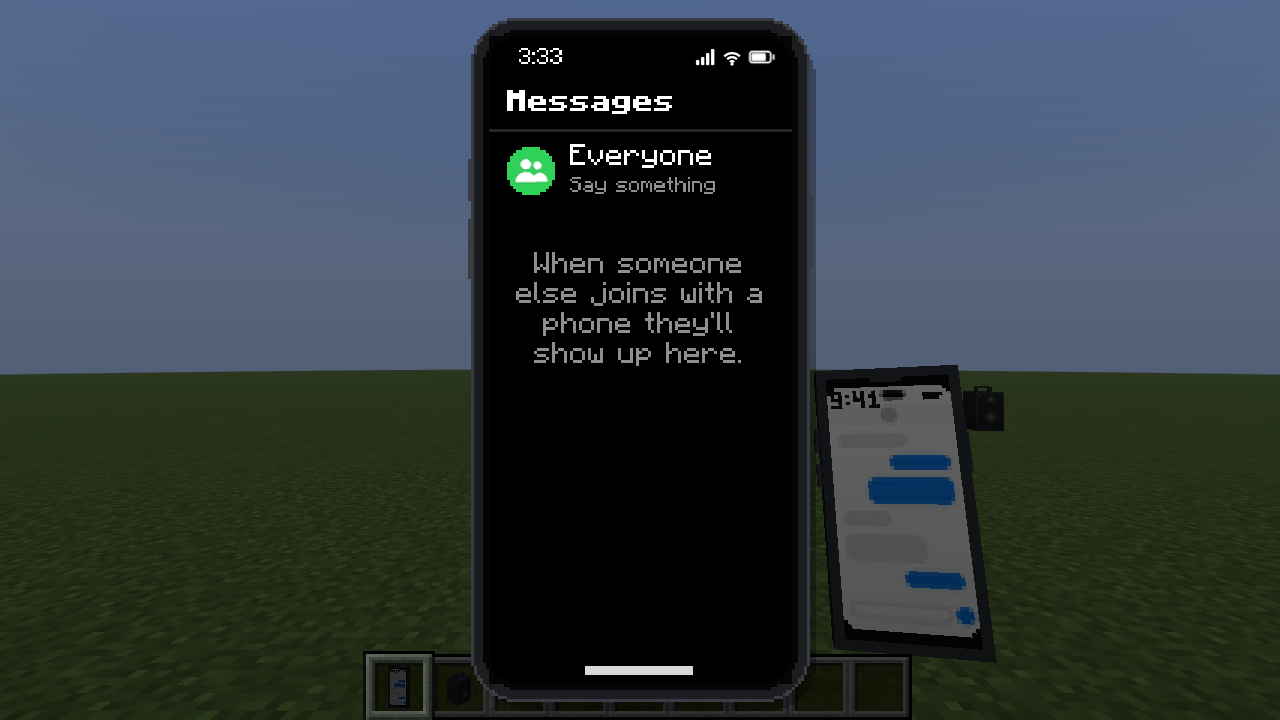 3:33
Messages
Everyone
Say something
When someone
else joins with a
phone they'll
show up here.
9:41